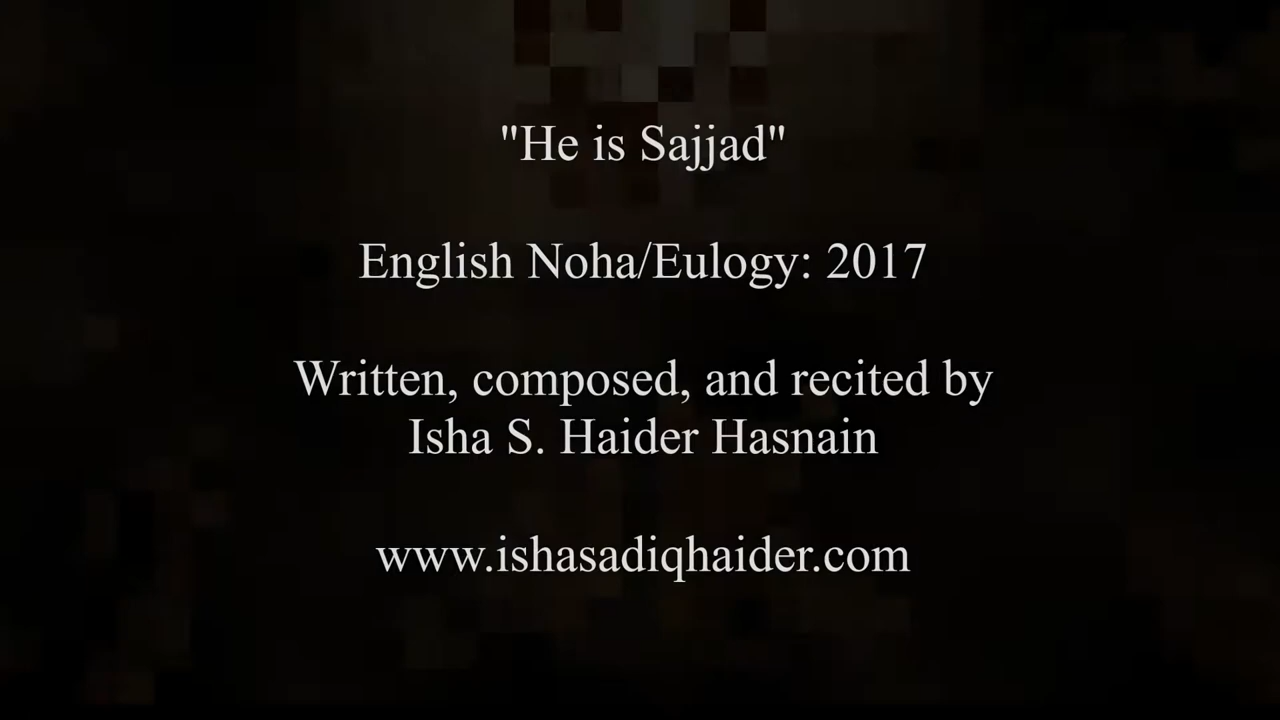 "He is Sajjad"
English Noha/Eulogy: 2017
Written, composed, and recited by
Isha S. Haider Hasnain
www.ishasadiqhaider.com